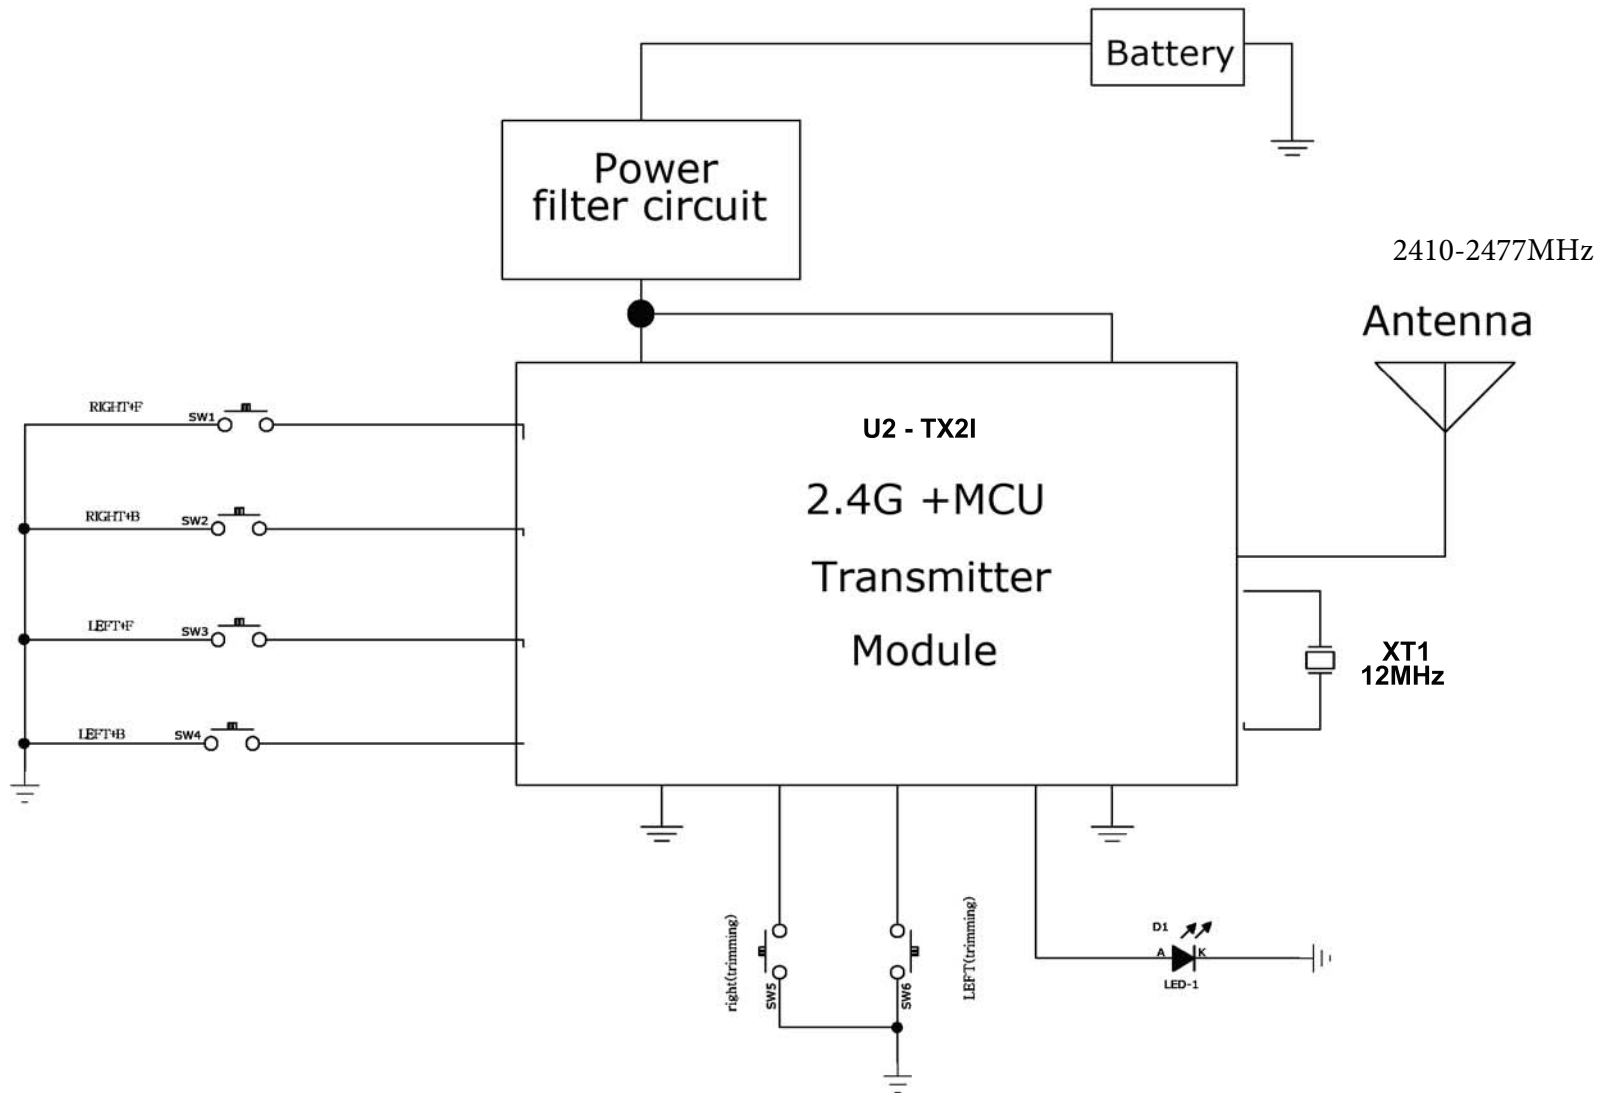 Battery
Power
filter circuit
2410-2477MHz
Antenna
RIGHT+F
SW1
U2 - TX2I
2.4G +MCU
Transmitter
Module
RIGHT+B
SW2
LEFT+F
SW3
XT1
12MHz
LEFT+B
SW4
right(trimming)
SW5
SW6
LEFT(trimming)
D1
A
K
LED-1